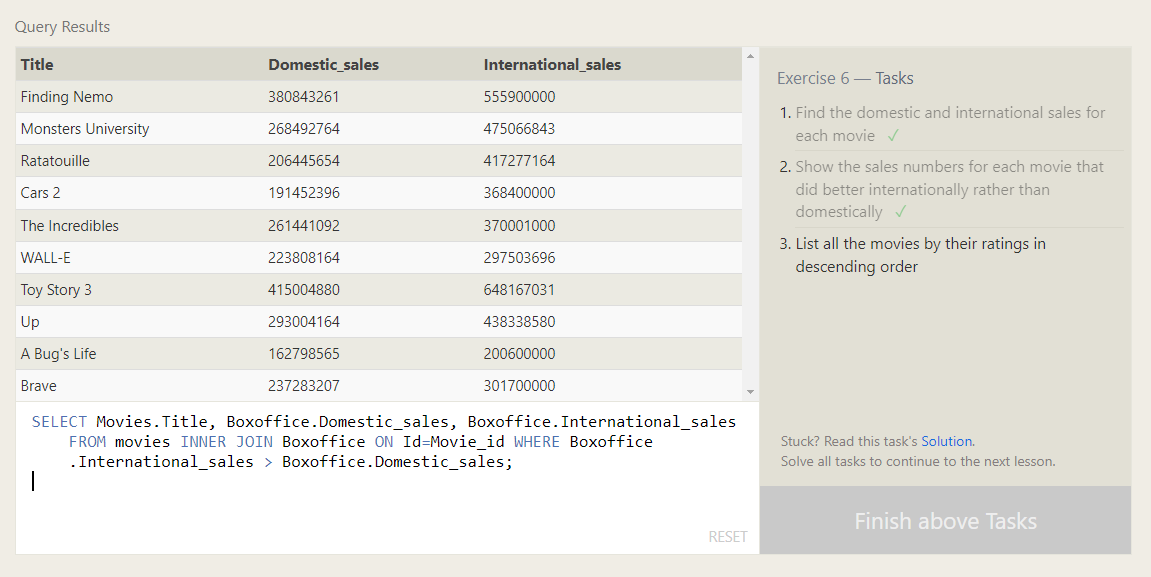 Query Results
Title Domestic_sales International_sales
Finding Nemo 380843261 555900000
Monsters University 268492764 475066843
Ratatouille 206445654 417277164
Cars 2 191452396 368400000
The Incredibles 261441092 370001000
WALL-E 223808164 297503696
Toy Story 3 415004880 648167031
Up 293004164 438338580
A Bug's Life 162798565 200600000
Brave 237283207 301700000
SELECT Movies.Title, Boxoffice.Domestic_sales, Boxoffice.International_sales
FROM movies INNER JOIN Boxoffice ON Id=Movie_id WHERE Boxoffice
.International_sales > Boxoffice.Domestic_sales;
RESET
Exercise 6 — Tasks
1. Find the domestic and international sales for
each movie ✓
2. Show the sales numbers for each movie that
did better internationally rather than
domestically ✓
3. List all the movies by their ratings in
descending order
Stuck? Read this task's Solution.
Solve all tasks to continue to the next lesson.
Finish above Tasks